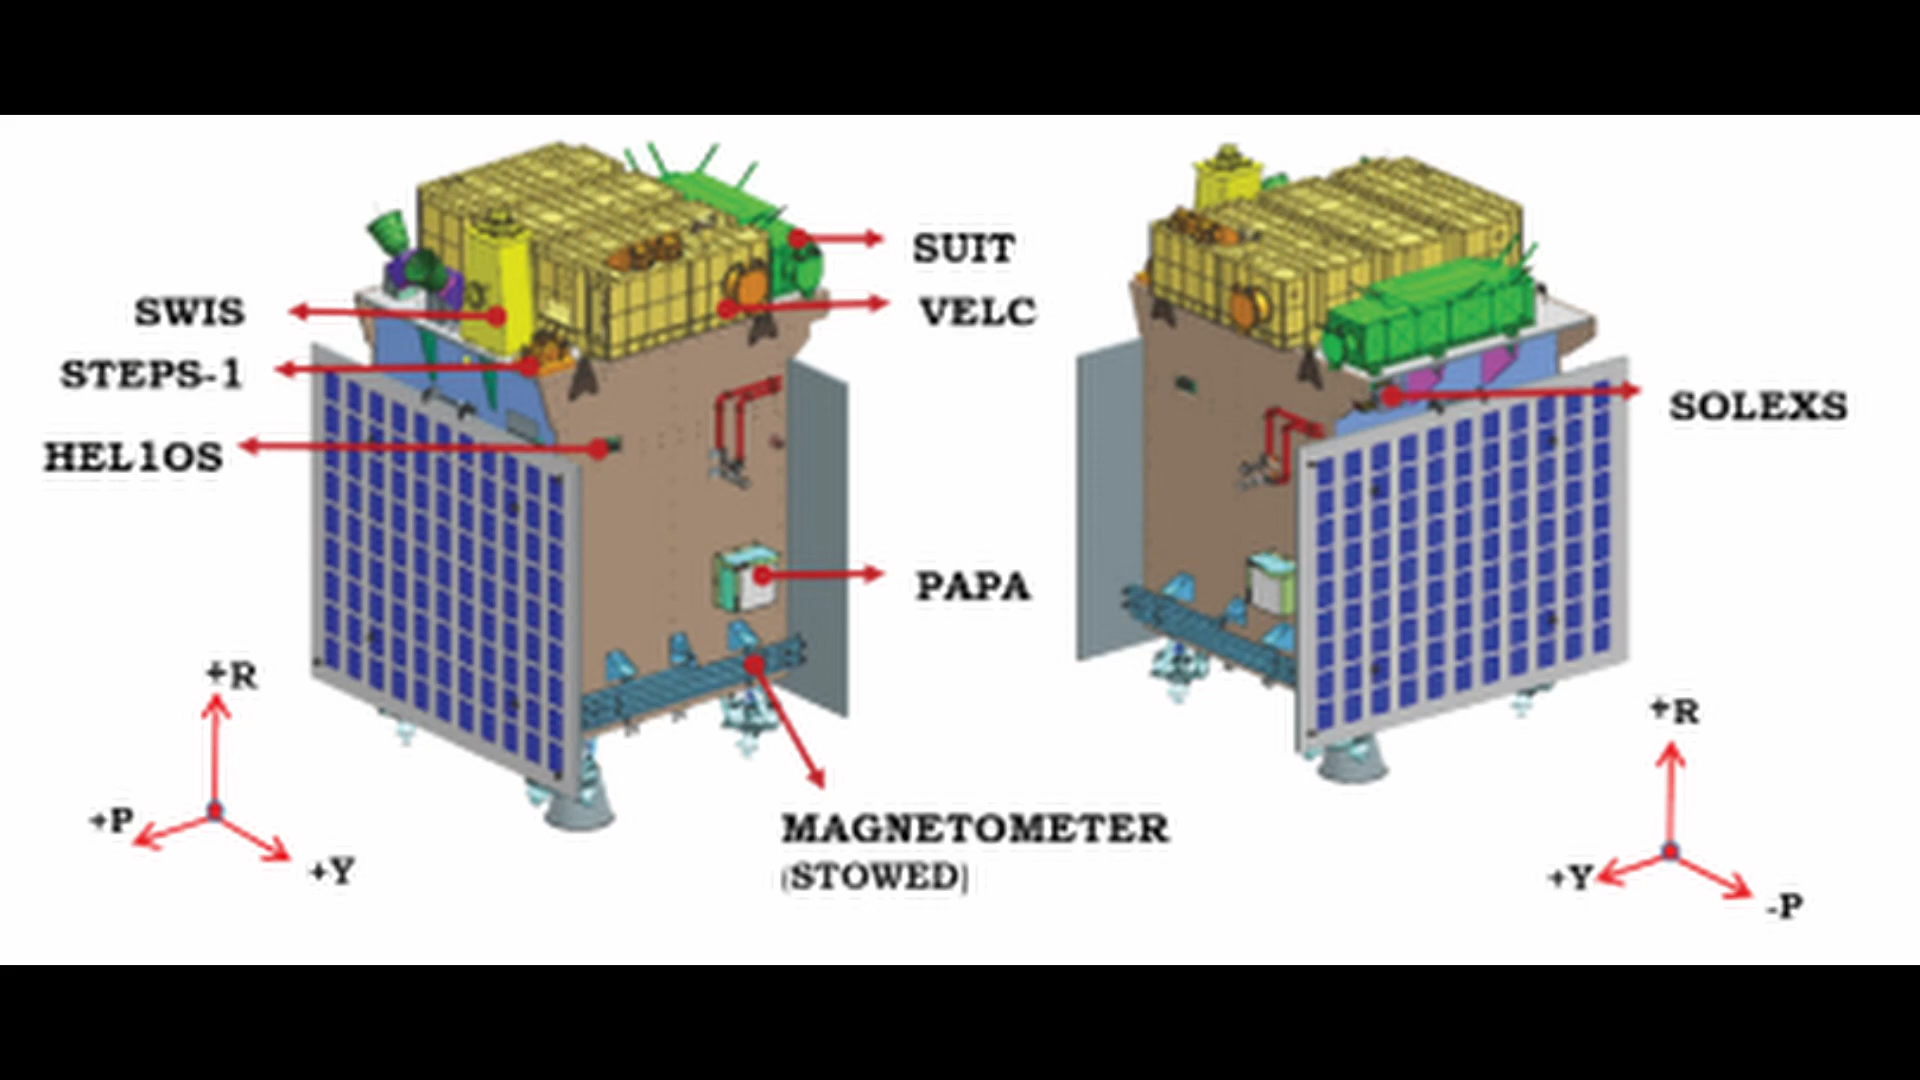 SUIT
SWIS
VELC
STEPS-1
SOLEXS
HEL1OS
PAPA
+R
+P
+Y
MAGNETOMETER
(STOWED)
+R
+Y
-P